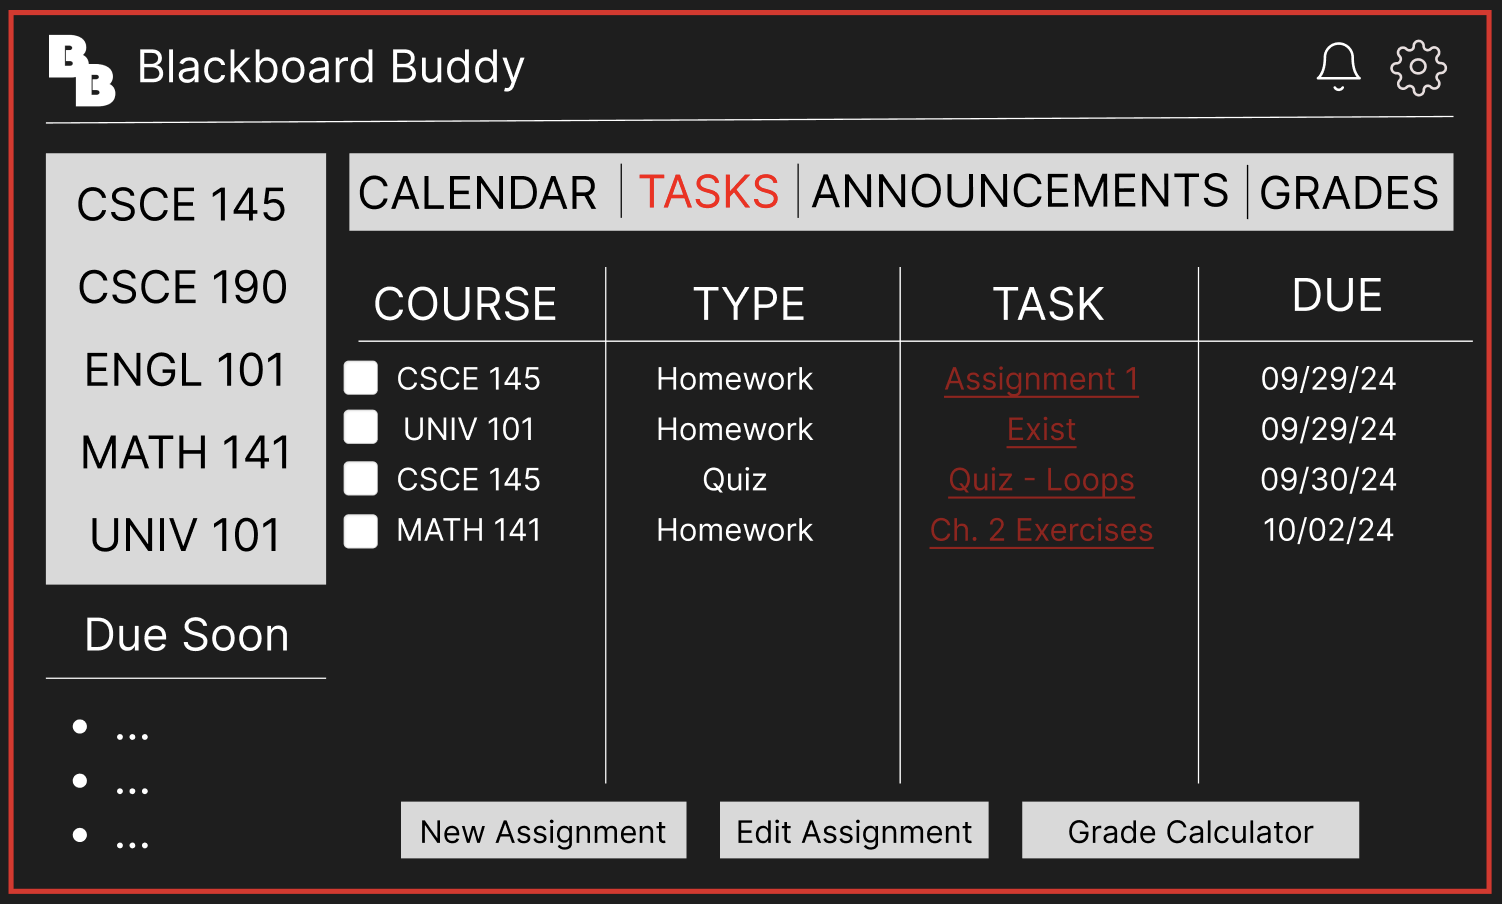 BB Blackboard Buddy
CSCE 145
CSCE 190
ENGL 101
MATH 141
UNIV 101
Due Soon
• ...
• ...
• ...
CALENDAR TASKS ANNOUNCEMENTS GRADES
COURSE TYPE TASK DUE
CSCE 145 Homework Assignment 1 09/29/24
UNIV 101 Homework Exist 09/29/24
CSCE 145 Quiz Quiz - Loops 09/30/24
MATH 141 Homework Ch. 2 Exercises 10/02/24
New Assignment Edit Assignment Grade Calculator